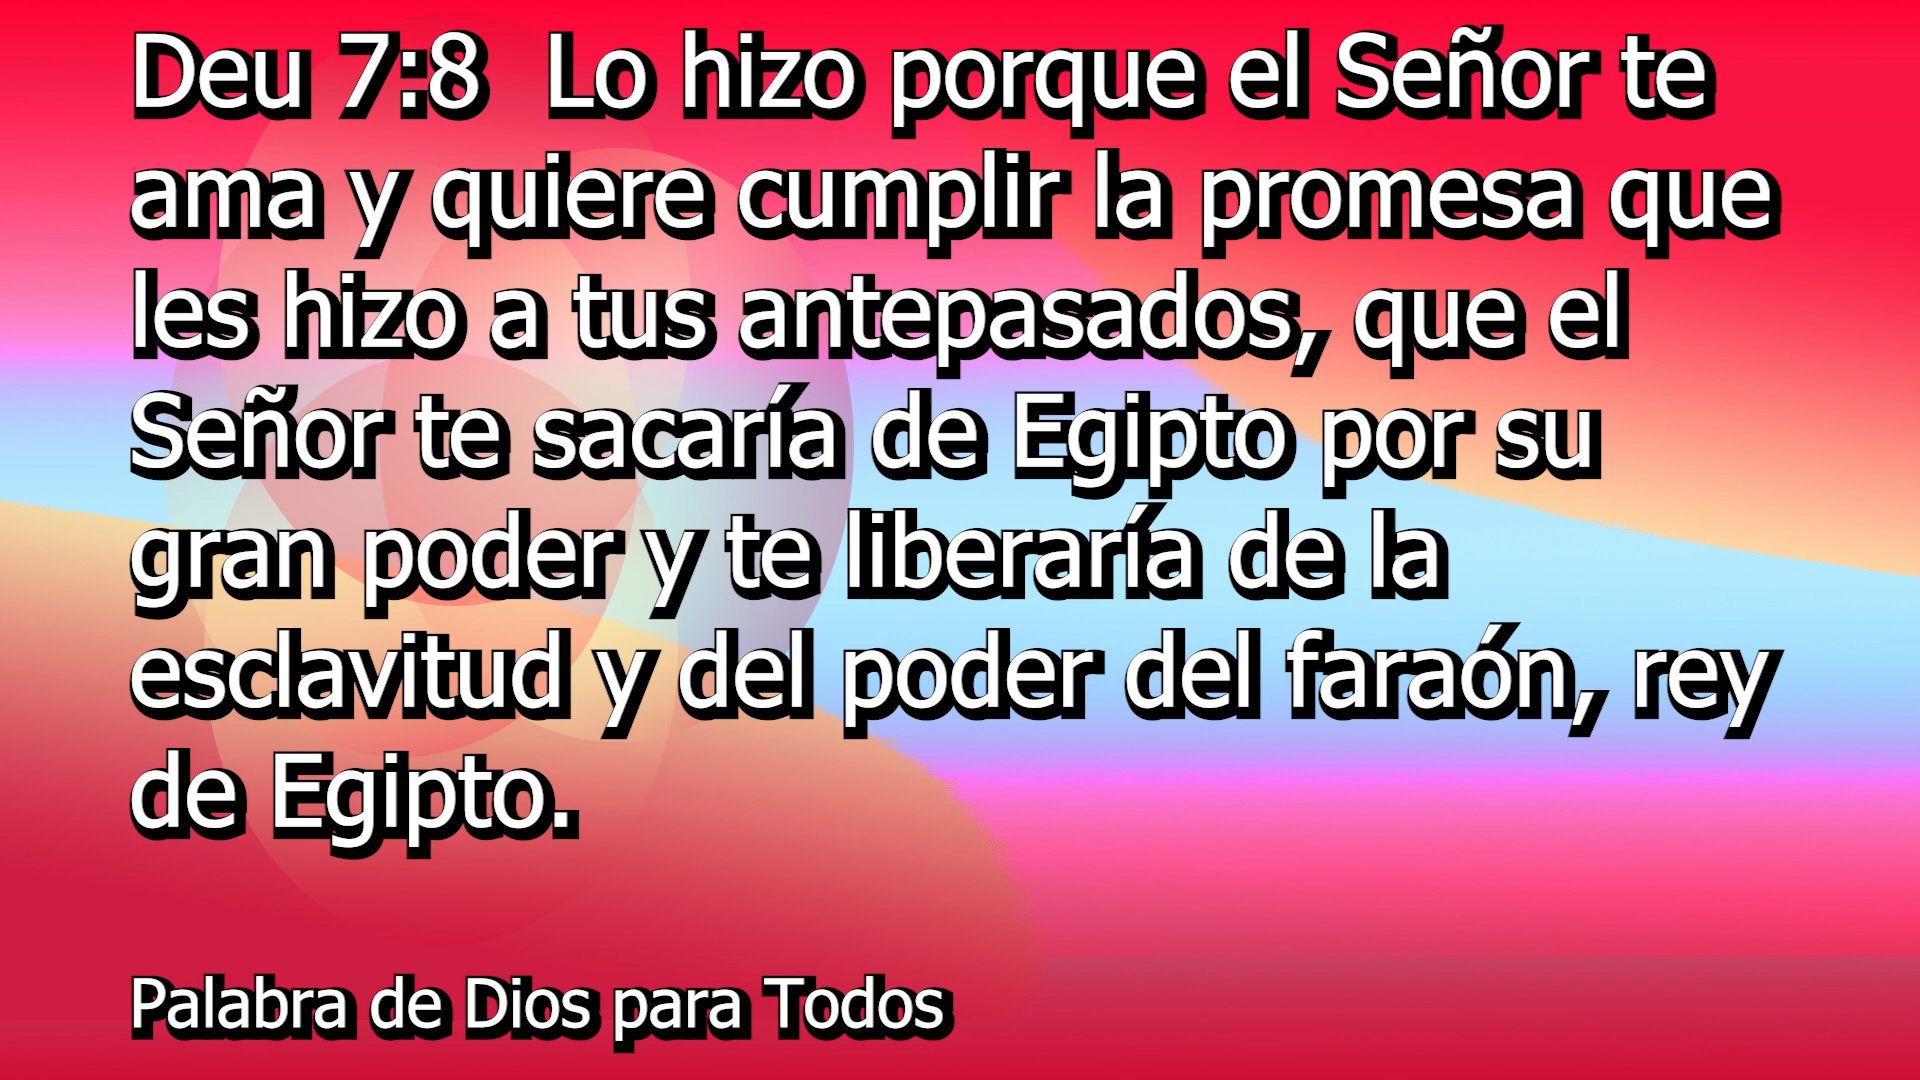 Deu 7:8  Lo hizo porque el Señor te
ama y quiere cumplir la promesa que
les hizo a tus antepasados, que el
Señor te sacaría de Egipto por su
gran poder y te liberaría de la
esclavitud y del poder del faraón, rey
de Egipto.
Palabra de Dios para Todos